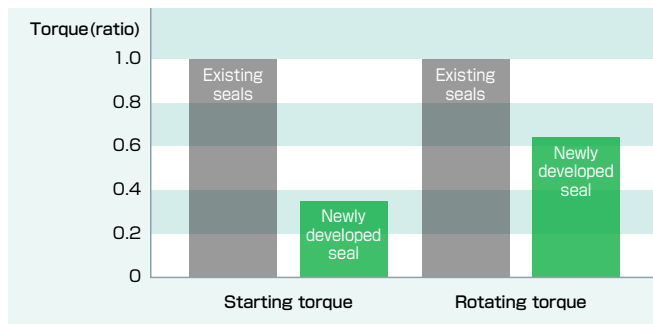 Torque(ratio)
1.0
0.8
0.6
0.4
0.2
0
Existing
seals
Newly
developed
seal
Existing
seals
Newly
developed
seal
Starting torque
Rotating torque